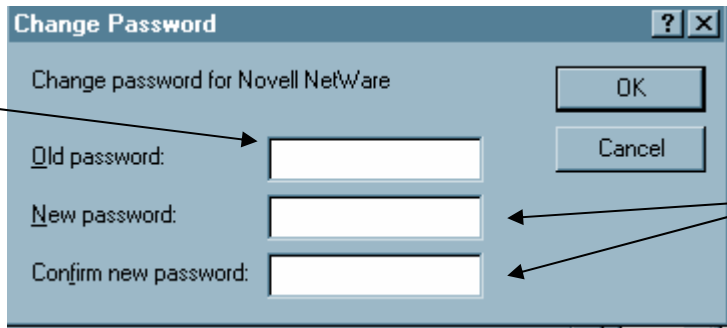 Change Password
Change password for Novell NetWare
OK
Cancel
Old password:
New password:
Confirm new password: